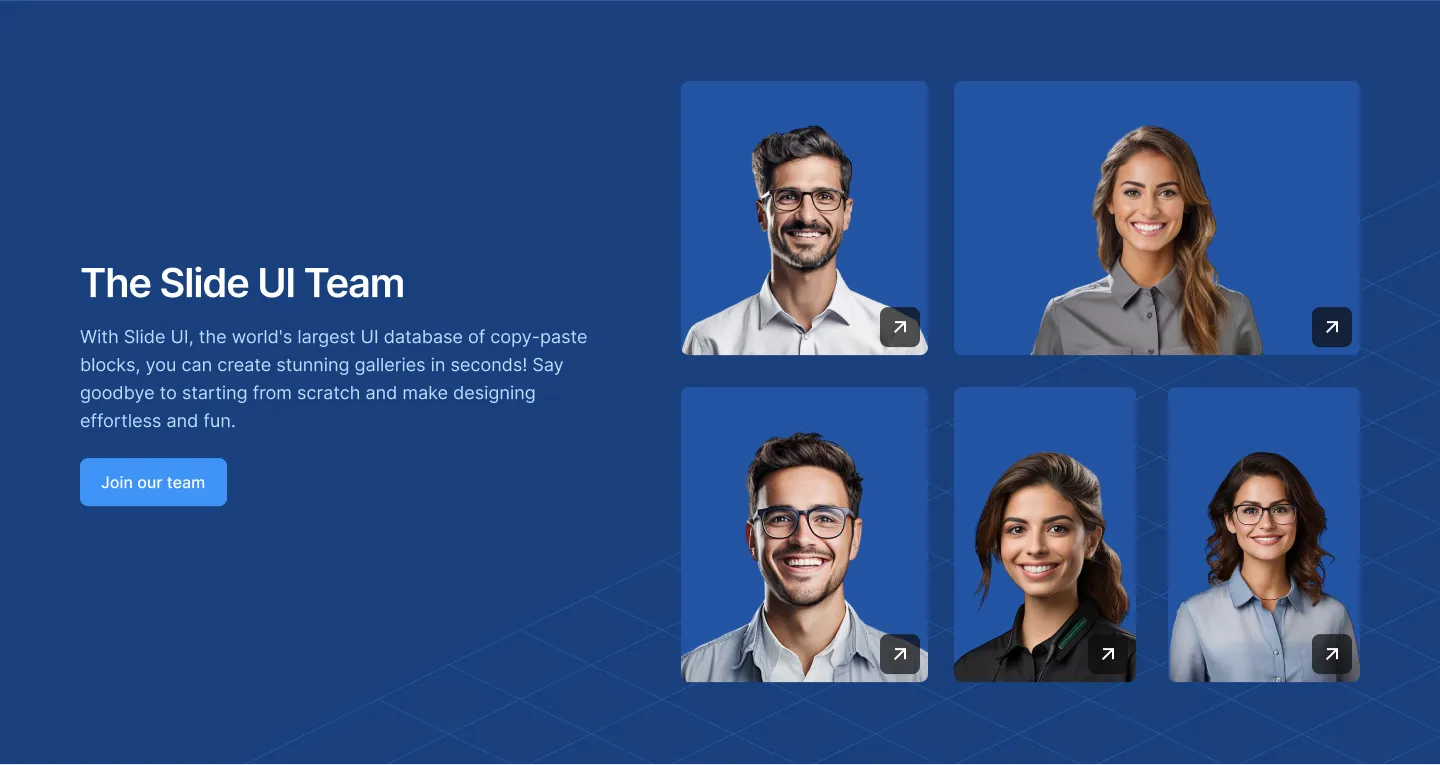 The Slide UI Team
With Slide UI, the world's largest UI database of copy-paste
blocks, you can create stunning galleries in seconds! Say
goodbye to starting from scratch and make designing
effortless and fun.
Join our team